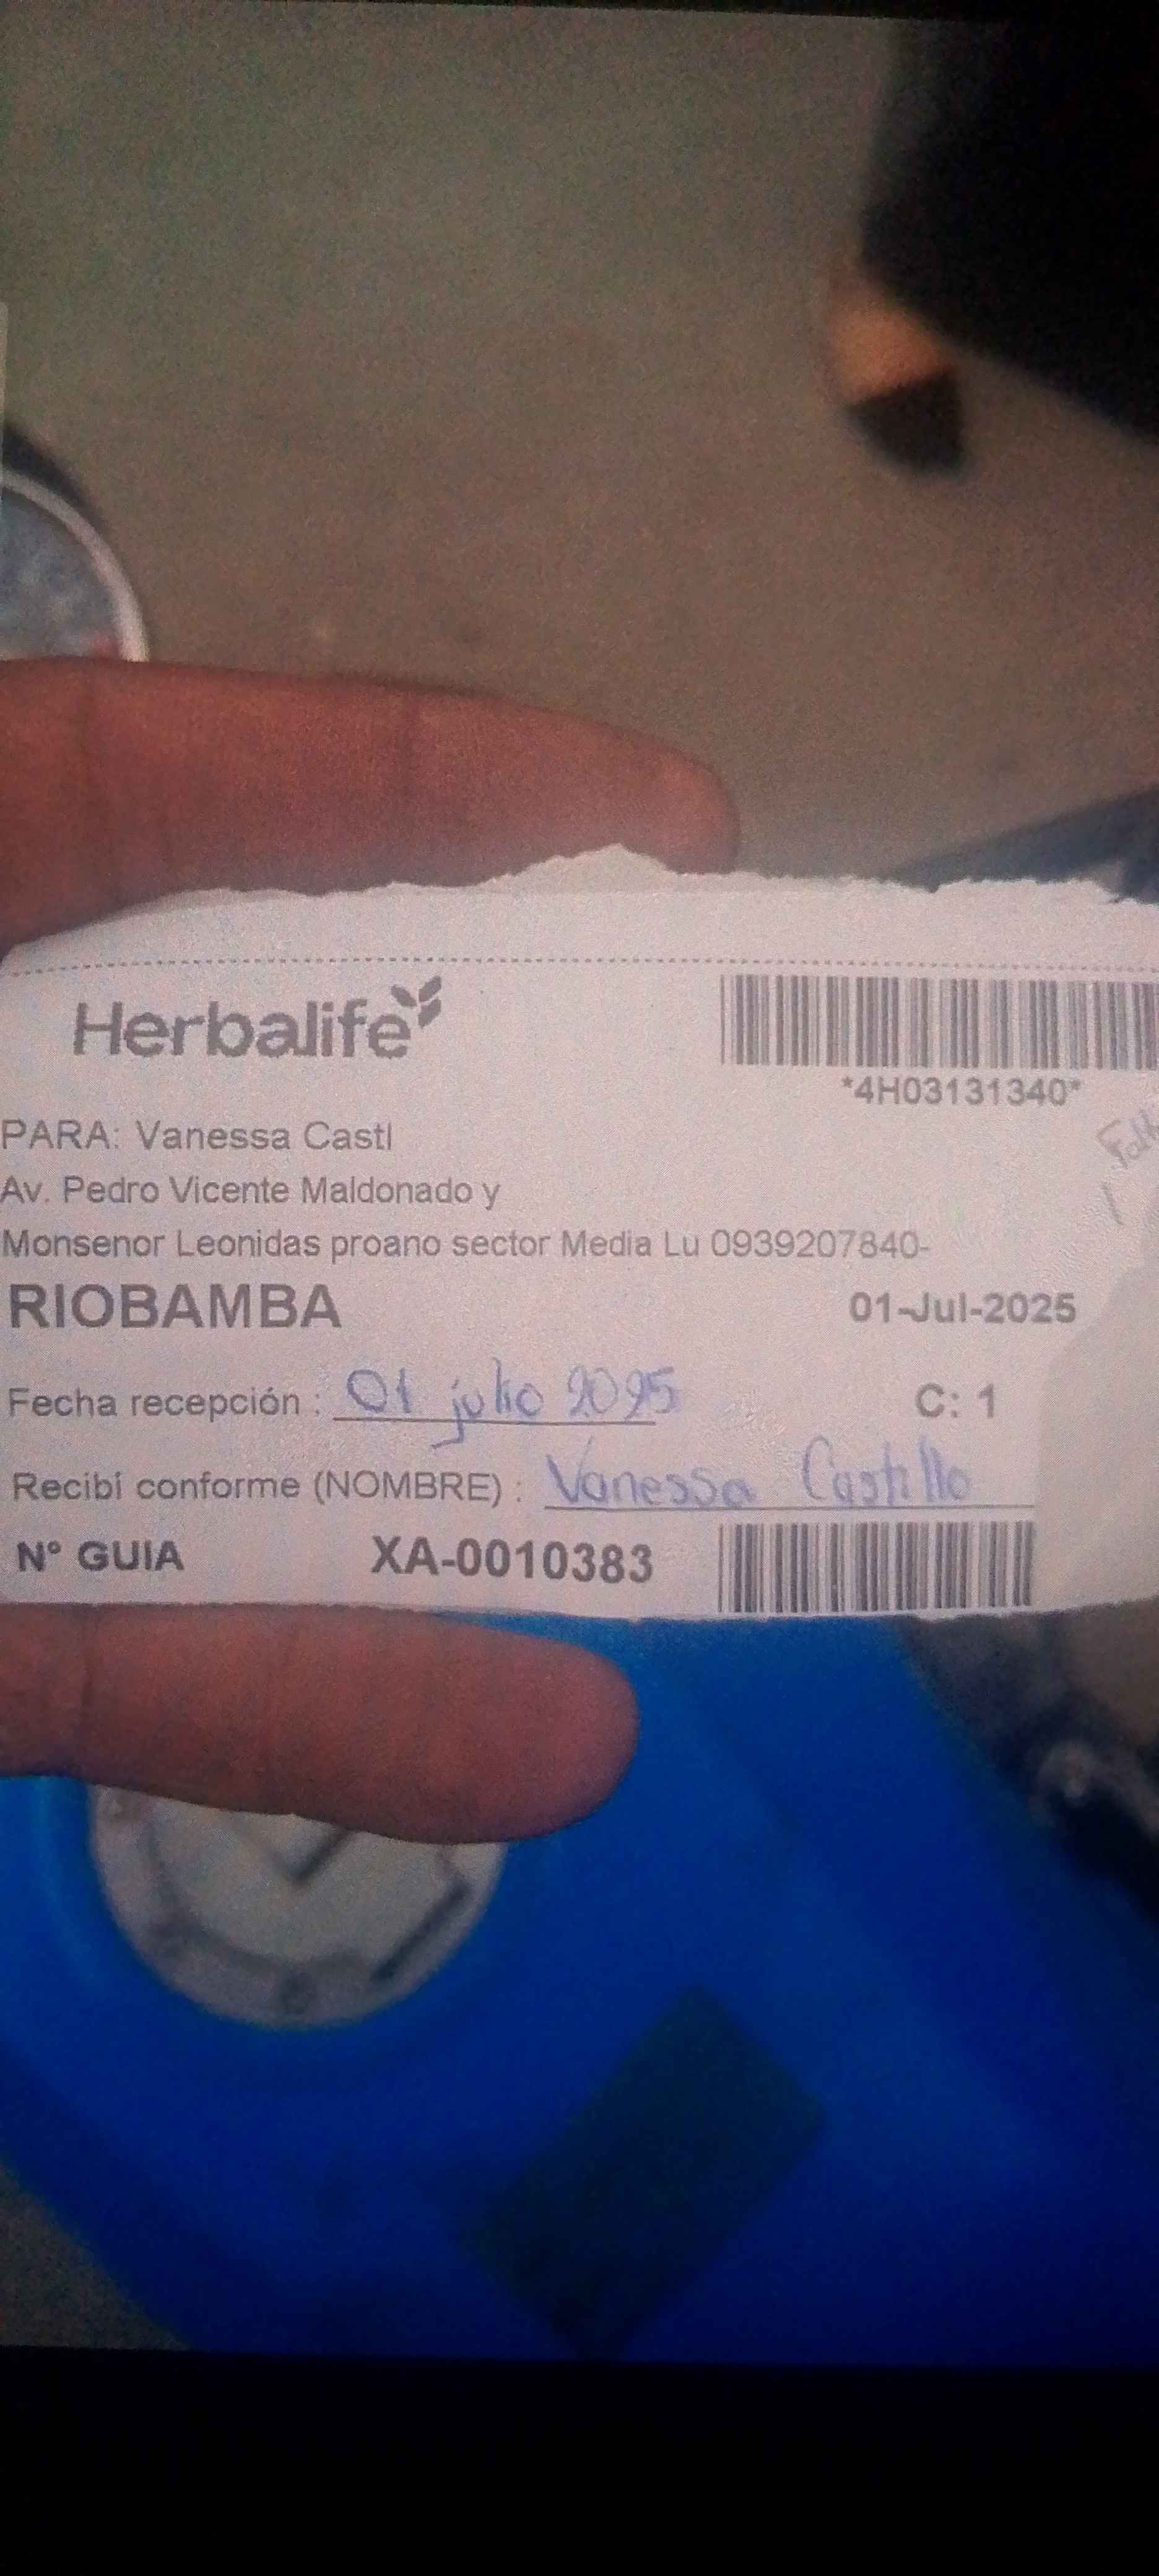 Herbalife
*4H03131340*
PARA: Vanessa Castl
Av. Pedro Vicente Maldonado y
Monsenor Leonidas proano sector Media Lu 0939207840-
RIOBAMBA
01-Jul-2025
Fecha recepción : 01 julio 2025
C: 1
Recibí conforme (NOMBRE) : Vanessa Castillo
N° GUIA XA-0010383